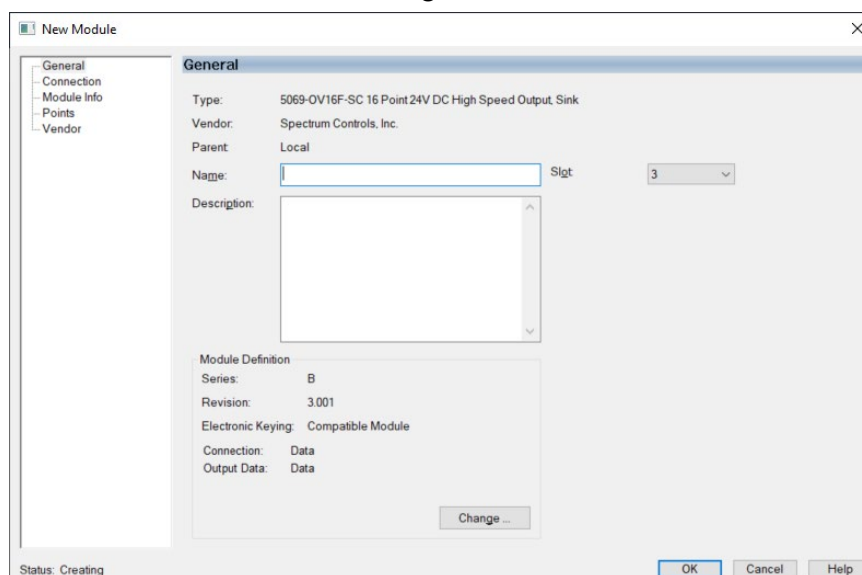 New Module
General
Connection
Module Info
Points
Vendor
General
Type: 5069-OV16F-SC 16 Point 24V DC High Speed Output, Sink
Vendor: Spectrum Controls, Inc.
Parent: Local
Name: Slot: 3
Description:
Module Definition
Series: B
Revision: 3.001
Electronic Keying: Compatible Module
Connection: Data
Output Data: Data
Change ...
Status: Creating OK Cancel Help